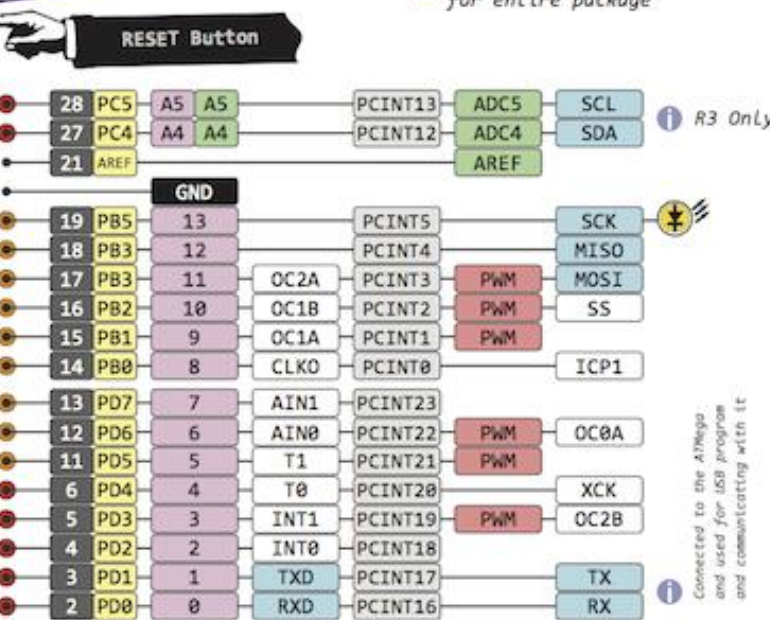 for entire package
RESET Button
28 PC5 A5 A5 PCINT13 ADC5 SCL
27 PC4 A4 A4 PCINT12 ADC4 SDA
R3 Only
21 AREF AREF
GND
19 PB5 13 PCINT5 SCK
18 PB3 12 PCINT4 MISO
17 PB3 11 OC2A PCINT3 PWM MOSI
16 PB2 10 OC1B PCINT2 PWM SS
15 PB1 9 OC1A PCINT1 PWM
14 PB0 8 CLKO PCINT0 ICP1
13 PD7 7 AIN1 PCINT23
12 PD6 6 AIN0 PCINT22 PWM OC0A
11 PD5 5 T1 PCINT21 PWM
6 PD4 4 T0 PCINT20 XCK
5 PD3 3 INT1 PCINT19 PWM OC2B
4 PD2 2 INT0 PCINT18
3 PD1 1 TXD PCINT17 TX
2 PD0 0 RXD PCINT16 RX
Connected to the ATMega
and used for USB program
and communicating with it